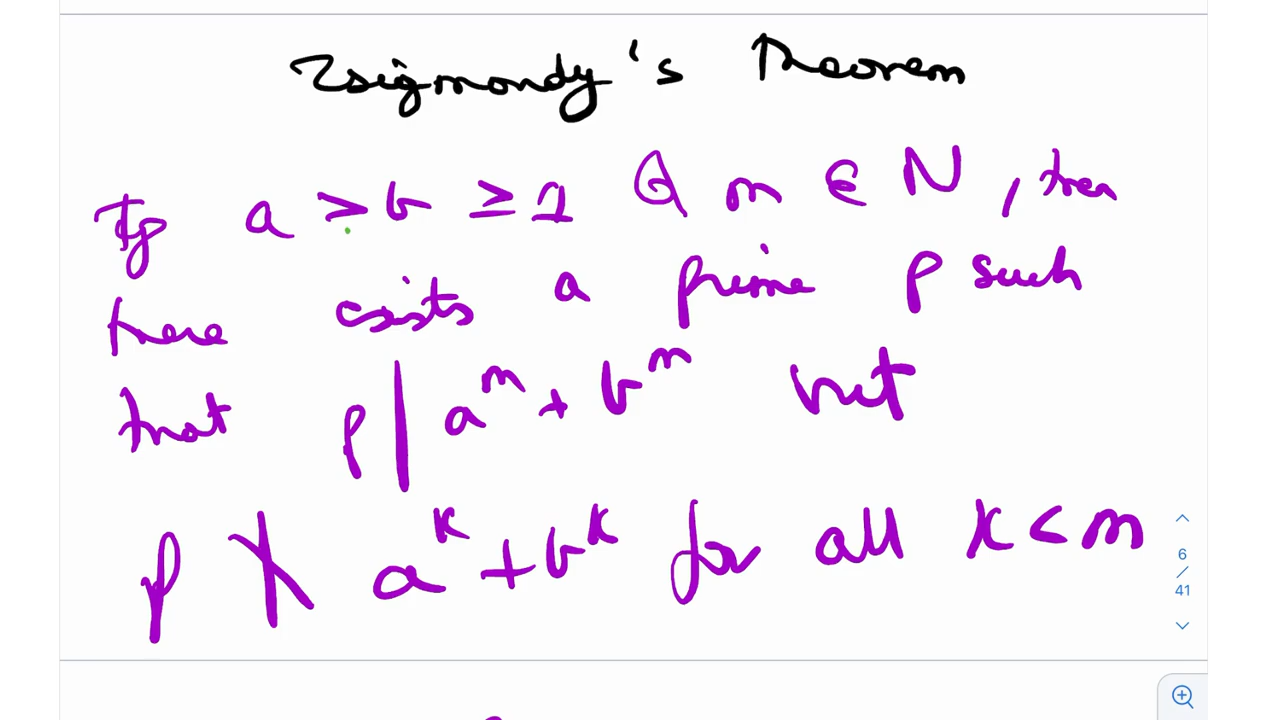 Zsigmondy's Theorem
If a > b ≥ 1 & n ∈ N, then
there exists a prime p such
that p | a^n + b^n but
p ∤ a^k + b^k for all k < n
6
/
41